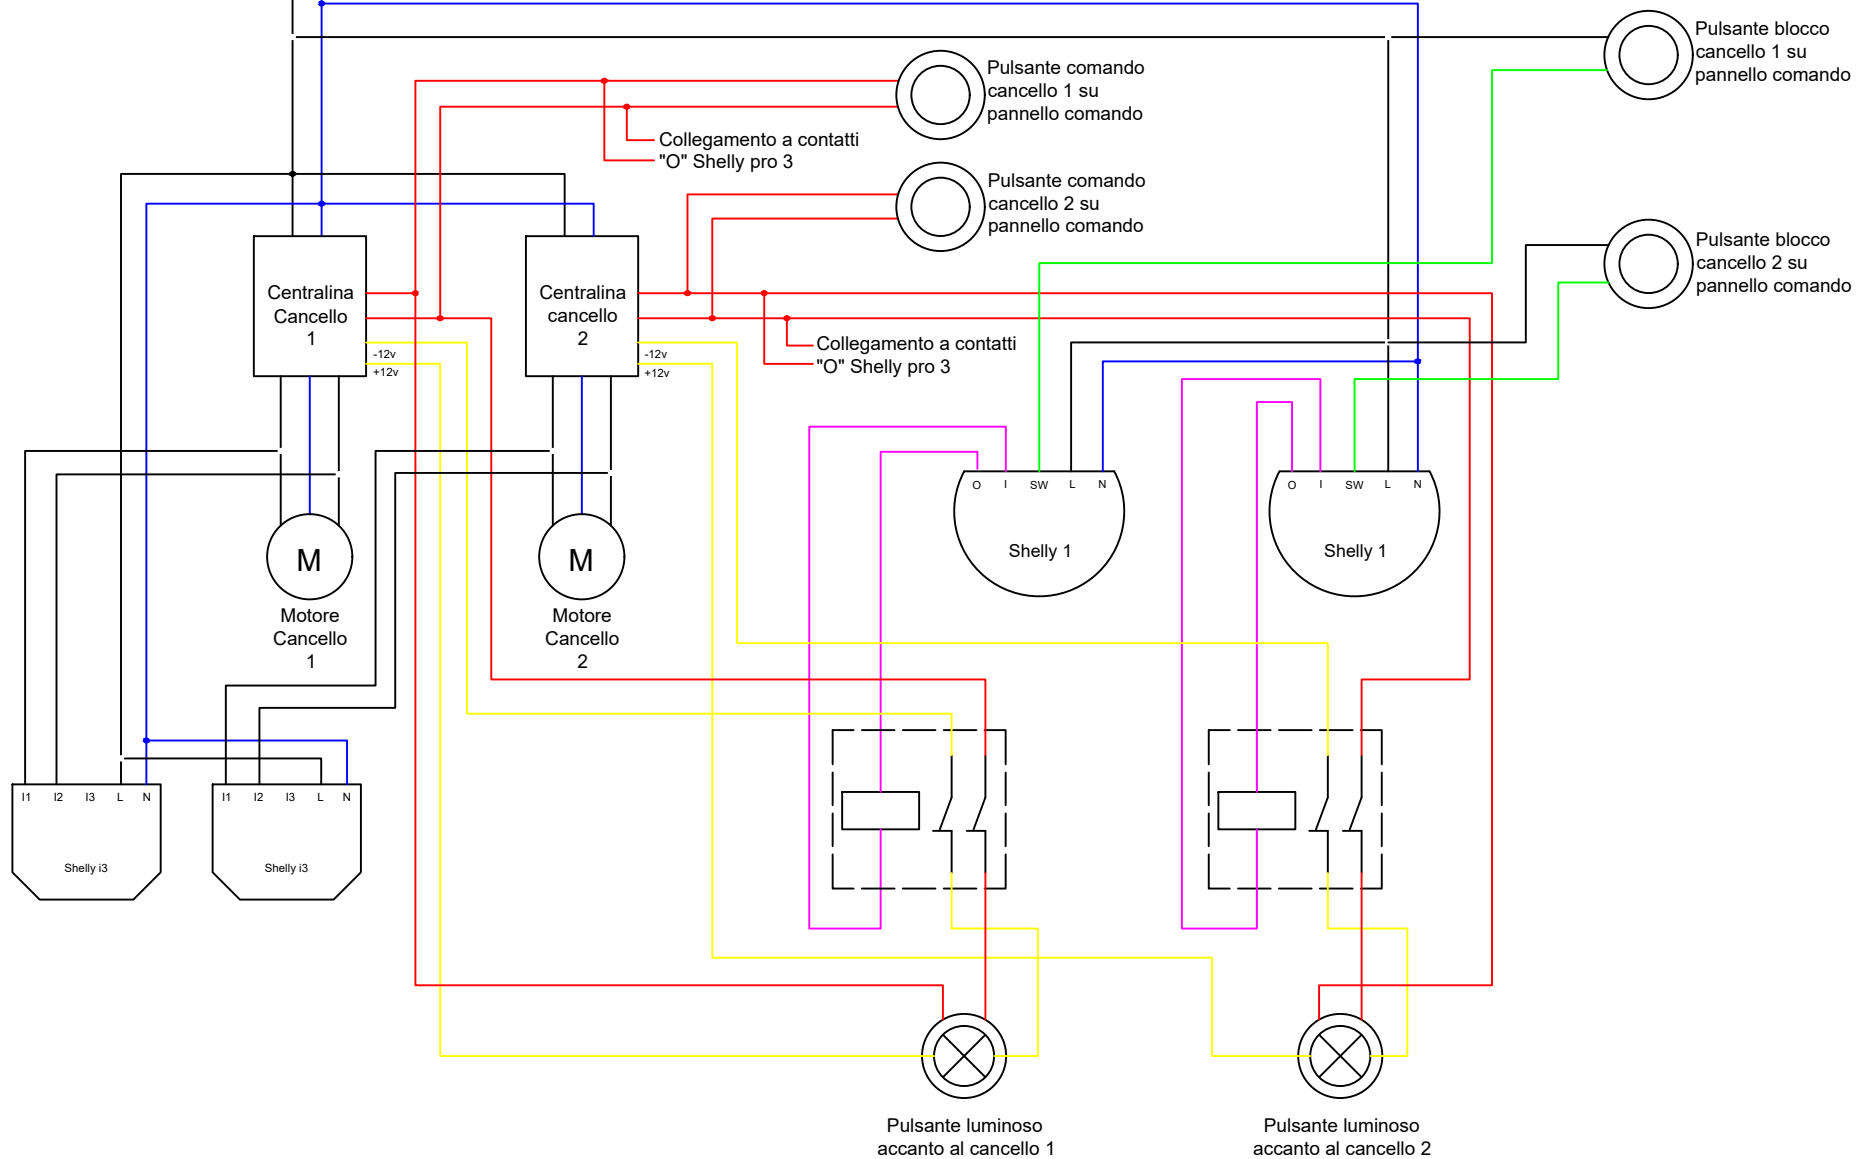 Pulsante blocco
cancello 1 su
pannello comando
Pulsante comando
cancello 1 su
pannello comando
Collegamento a contatti
"O" Shelly pro 3
Pulsante comando
cancello 2 su
pannello comando
Pulsante blocco
cancello 2 su
pannello comando
Centralina
Cancello
1
-12v
+12v
Centralina
cancello
2
-12v
+12v
Collegamento a contatti
"O" Shelly pro 3
O I SW L N
Shelly 1
O I SW L N
Shelly 1
M
Motore
Cancello
1
M
Motore
Cancello
2
I1 I2 I3 L N
Shelly i3
I1 I2 I3 L N
Shelly i3
Pulsante luminoso
accanto al cancello 1
Pulsante luminoso
accanto al cancello 2